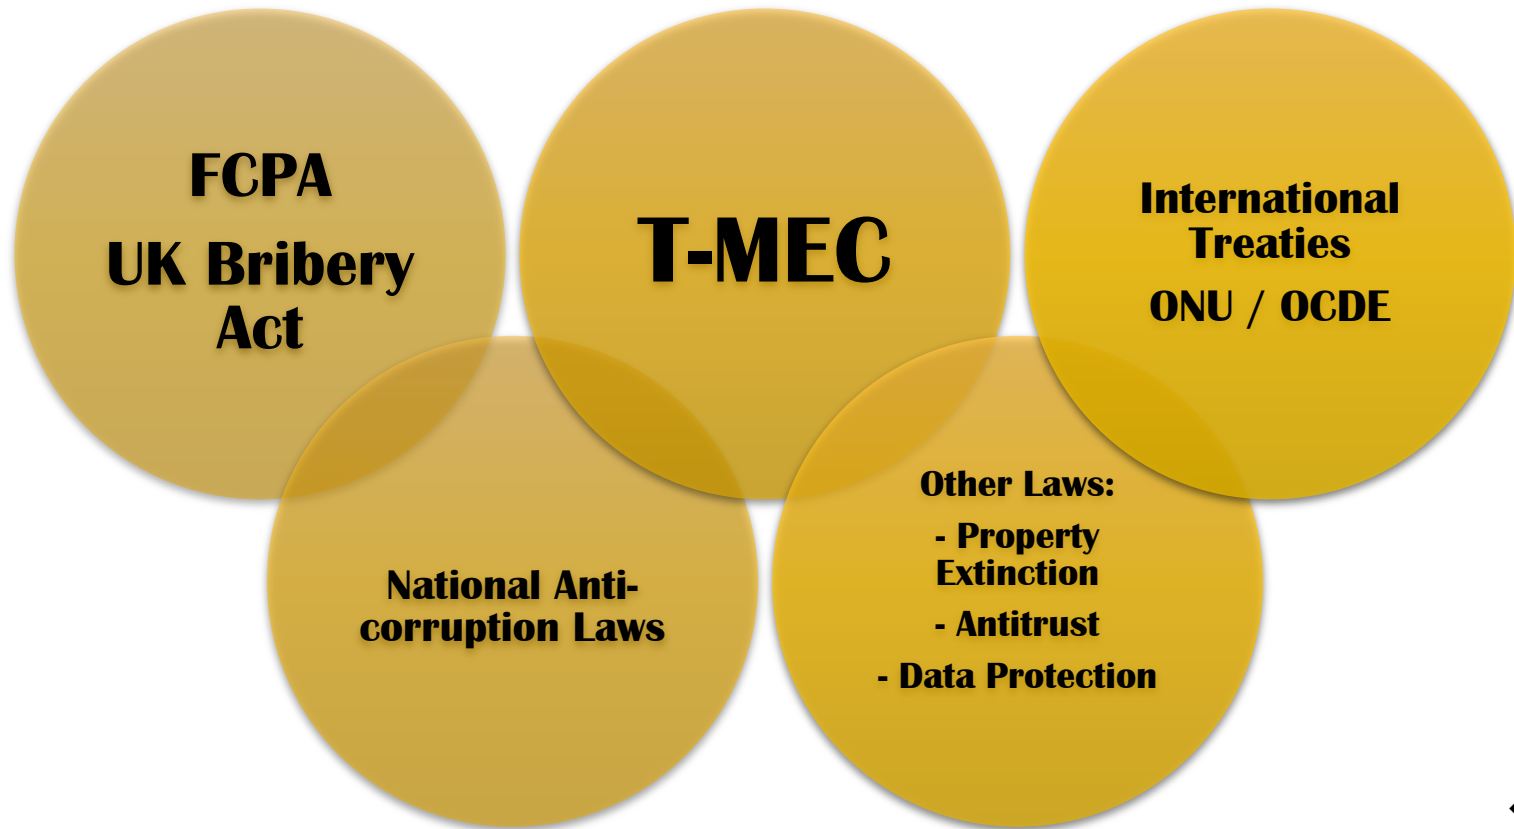 FCPA
UK Bribery
Act
T-MEC
International
Treaties
ONU / OCDE
National Anti-
corruption Laws
Other Laws:
- Property
Extinction
- Antitrust
- Data Protection